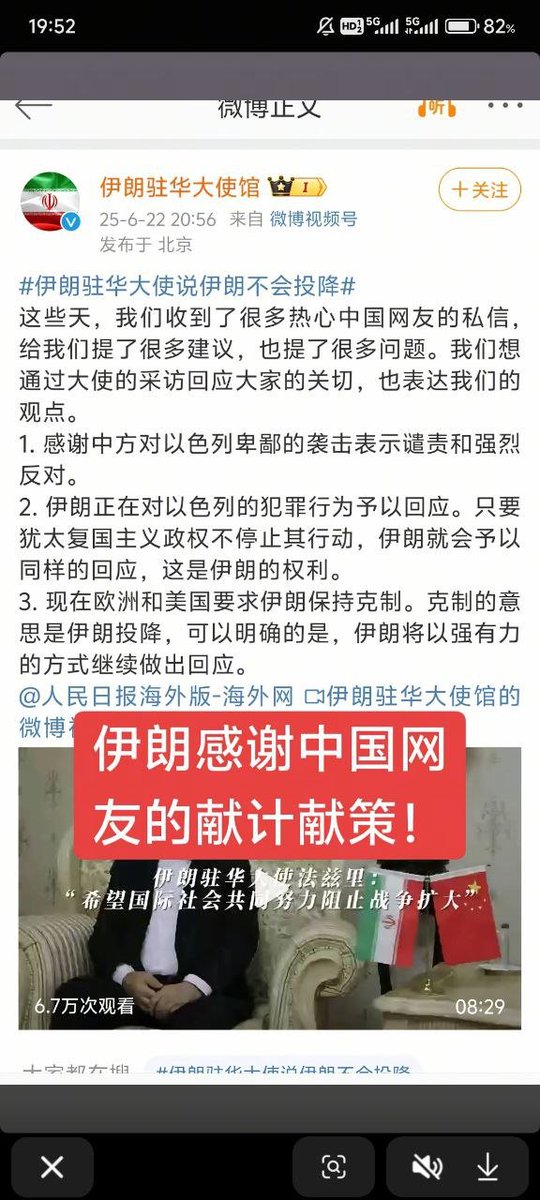 19:52
HD 1 2 5G 5G 82%
微博正文
听
伊朗驻华大使馆
I
+关注
25-6-22 20:56 来自 微博视频号
发布于 北京
#伊朗驻华大使说伊朗不会投降#
这些天，我们收到了很多热心中国网友的私信，
给我们提了很多建议，也提了很多问题。我们想
通过大使的采访回应大家的关切，也表达我们的
观点。
1. 感谢中方对以色列卑鄙的袭击表示谴责和强烈
反对。
2. 伊朗正在对以色列的犯罪行为予以回应。只要
犹太复国主义政权不停止其行动，伊朗就会予以
同样的回应，这是伊朗的权利。
3. 现在欧洲和美国要求伊朗保持克制。克制的意
思是伊朗投降，可以明确的是，伊朗将以强有力
的方式继续做出回应。
@人民日报海外版-海外网 伊朗驻华大使馆的
微博视
伊朗感谢中国网
友的献计献策！
伊朗驻华大使法兹里：
“希望国际社会共同努力阻止战争扩大”
6.7万次观看
08:29
大家都在搜
#伊朗驻华大使说伊朗不会投降